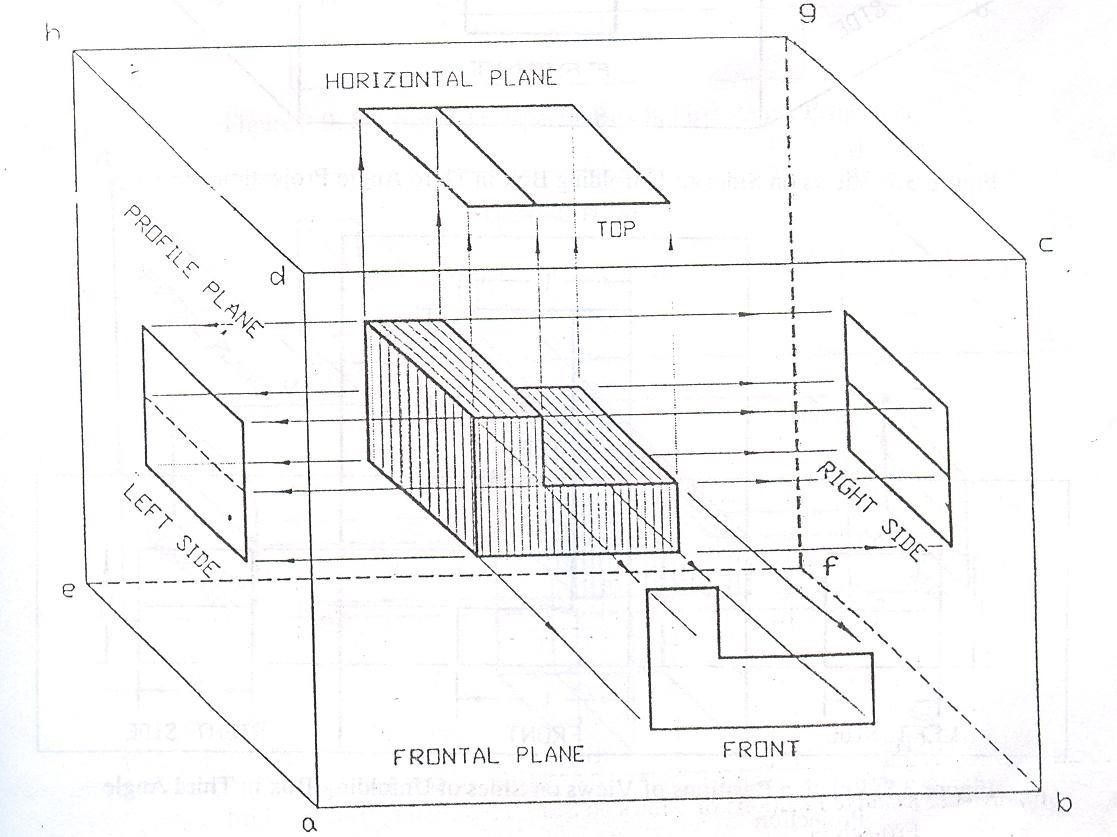 h
g
HORIZONTAL PLANE
TOP
c
PROFILE PLANE
d
RIGHT SIDE
LEFT SIDE
e
f
FRONTAL PLANE
FRONT
b
a